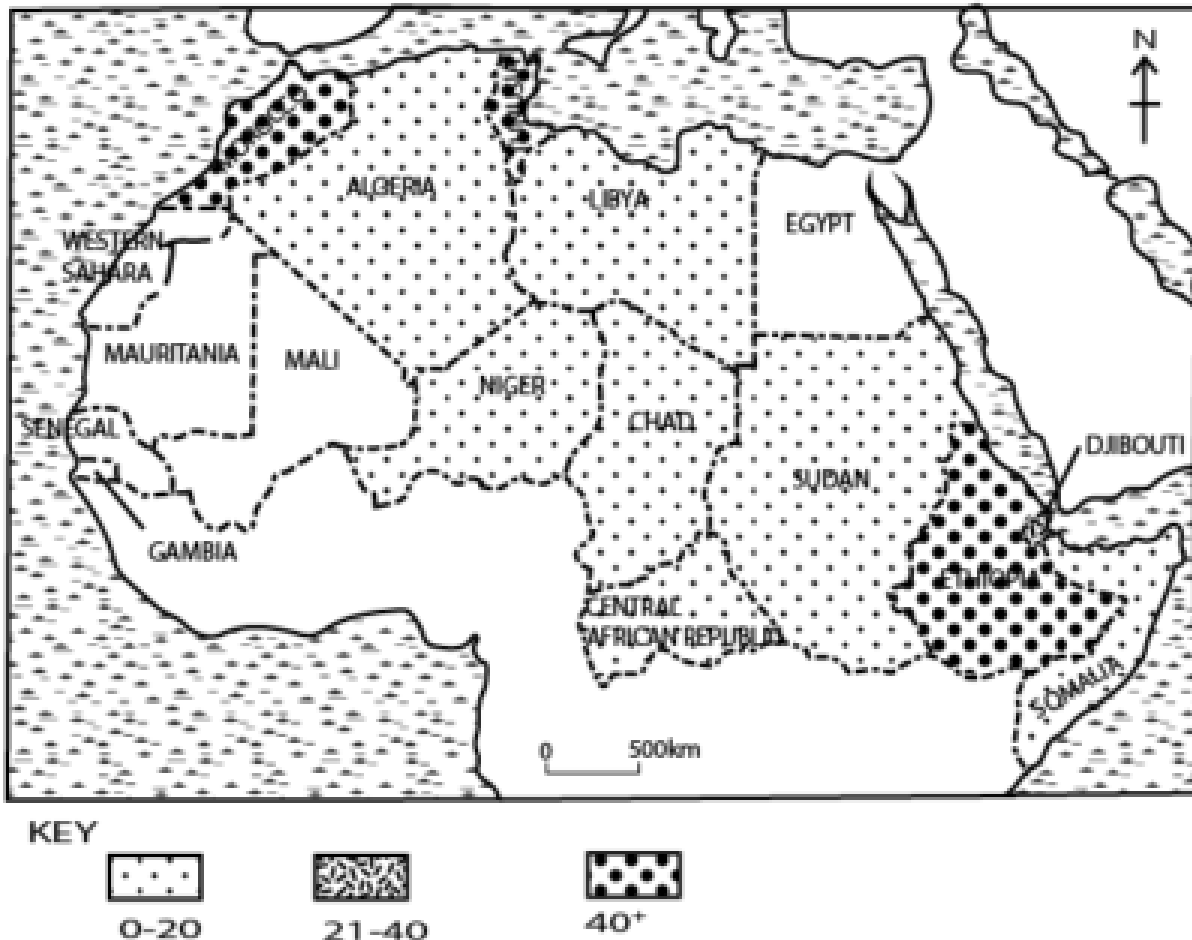 N
ALGERIA
LIBYA
EGYPT
WESTERN
SAHARA
MAURITANIA
MALI
NIGER
CHAD
SENEGAL
SUDAN
DJIBOUTI
GAMBIA
ETHIOPIA
CENTRAL
AFRICAN REPUBLIC
SOMALIA
0 500km
KEY
0-20 21-40 40+